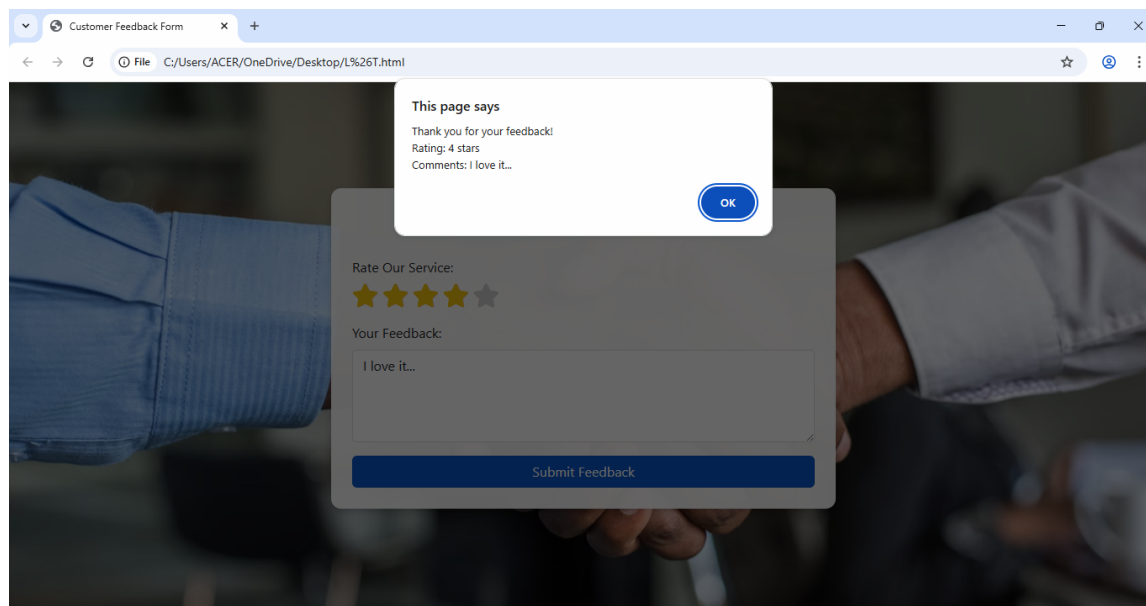 Customer Feedback Form
File C:/Users/ACER/OneDrive/Desktop/L%26T.html
This page says
Thank you for your feedback!
Rating: 4 stars
Comments: I love it...
OK
Rate Our Service:
Your Feedback:
I love it...
Submit Feedback